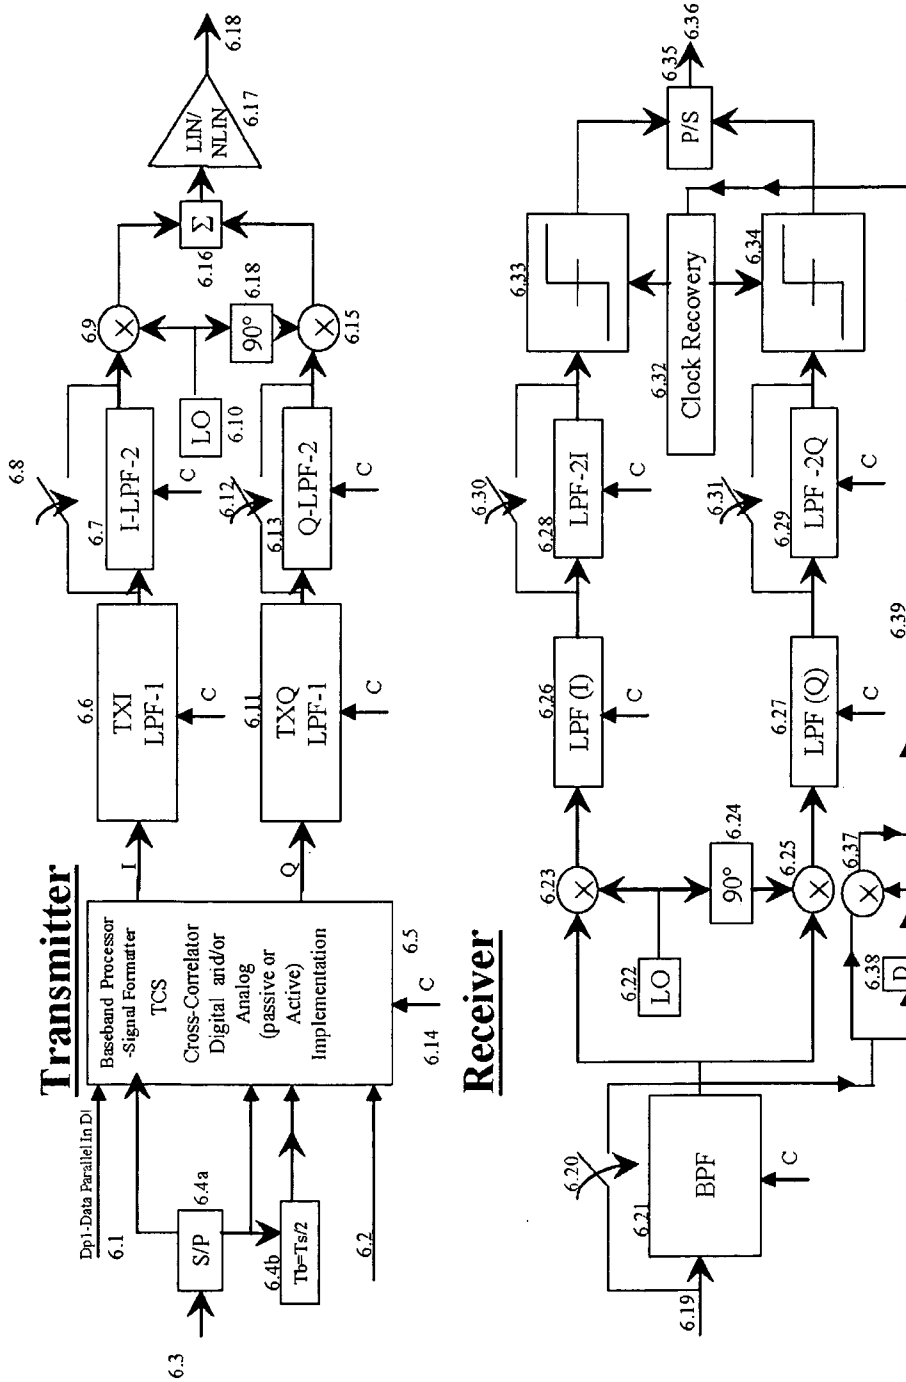 Transmitter
Dp1-Data Parallel In DI
6.1
6.3
S/P
6.4a
6.4b
Tb=Ts/2
6.2
Baseband Processor
-Signal Formatter
TCS
Cross-Correlator
Digital and/or
Analog
(passive or
Active)
Implementation
6.5
6.14
C
I
Q
6.6
TXI
LPF-1
C
6.11
TXQ
LPF-1
C
6.8
6.7
I-LPF-2
C
6.12
6.13
Q-LPF-2
C
6.9
LO
6.10
90°
6.18
6.15
Σ
6.16
LIN/
NLIN
6.17
6.18
Receiver
6.19
6.20
6.21
BPF
C
6.22
LO
6.23
90°
6.24
6.25
6.26
LPF (I)
C
6.27
LPF (Q)
C
6.30
6.28
LPF-2I
C
6.31
6.29
LPF -2Q
C
6.33
6.32
Clock Recovery
6.34
P/S
6.35
6.36
6.37
6.38
D
6.39